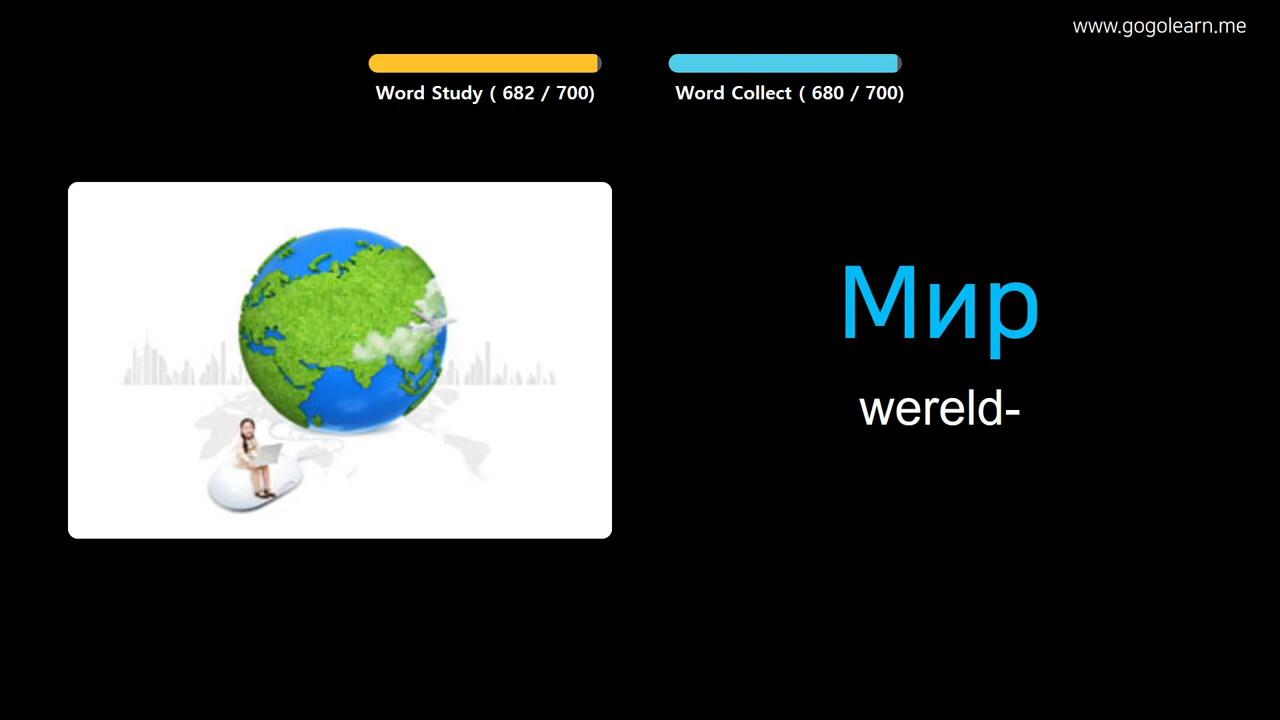 www.gogolearn.me
Word Study ( 682 / 700)
Word Collect ( 680 / 700)
Мир
wereld-